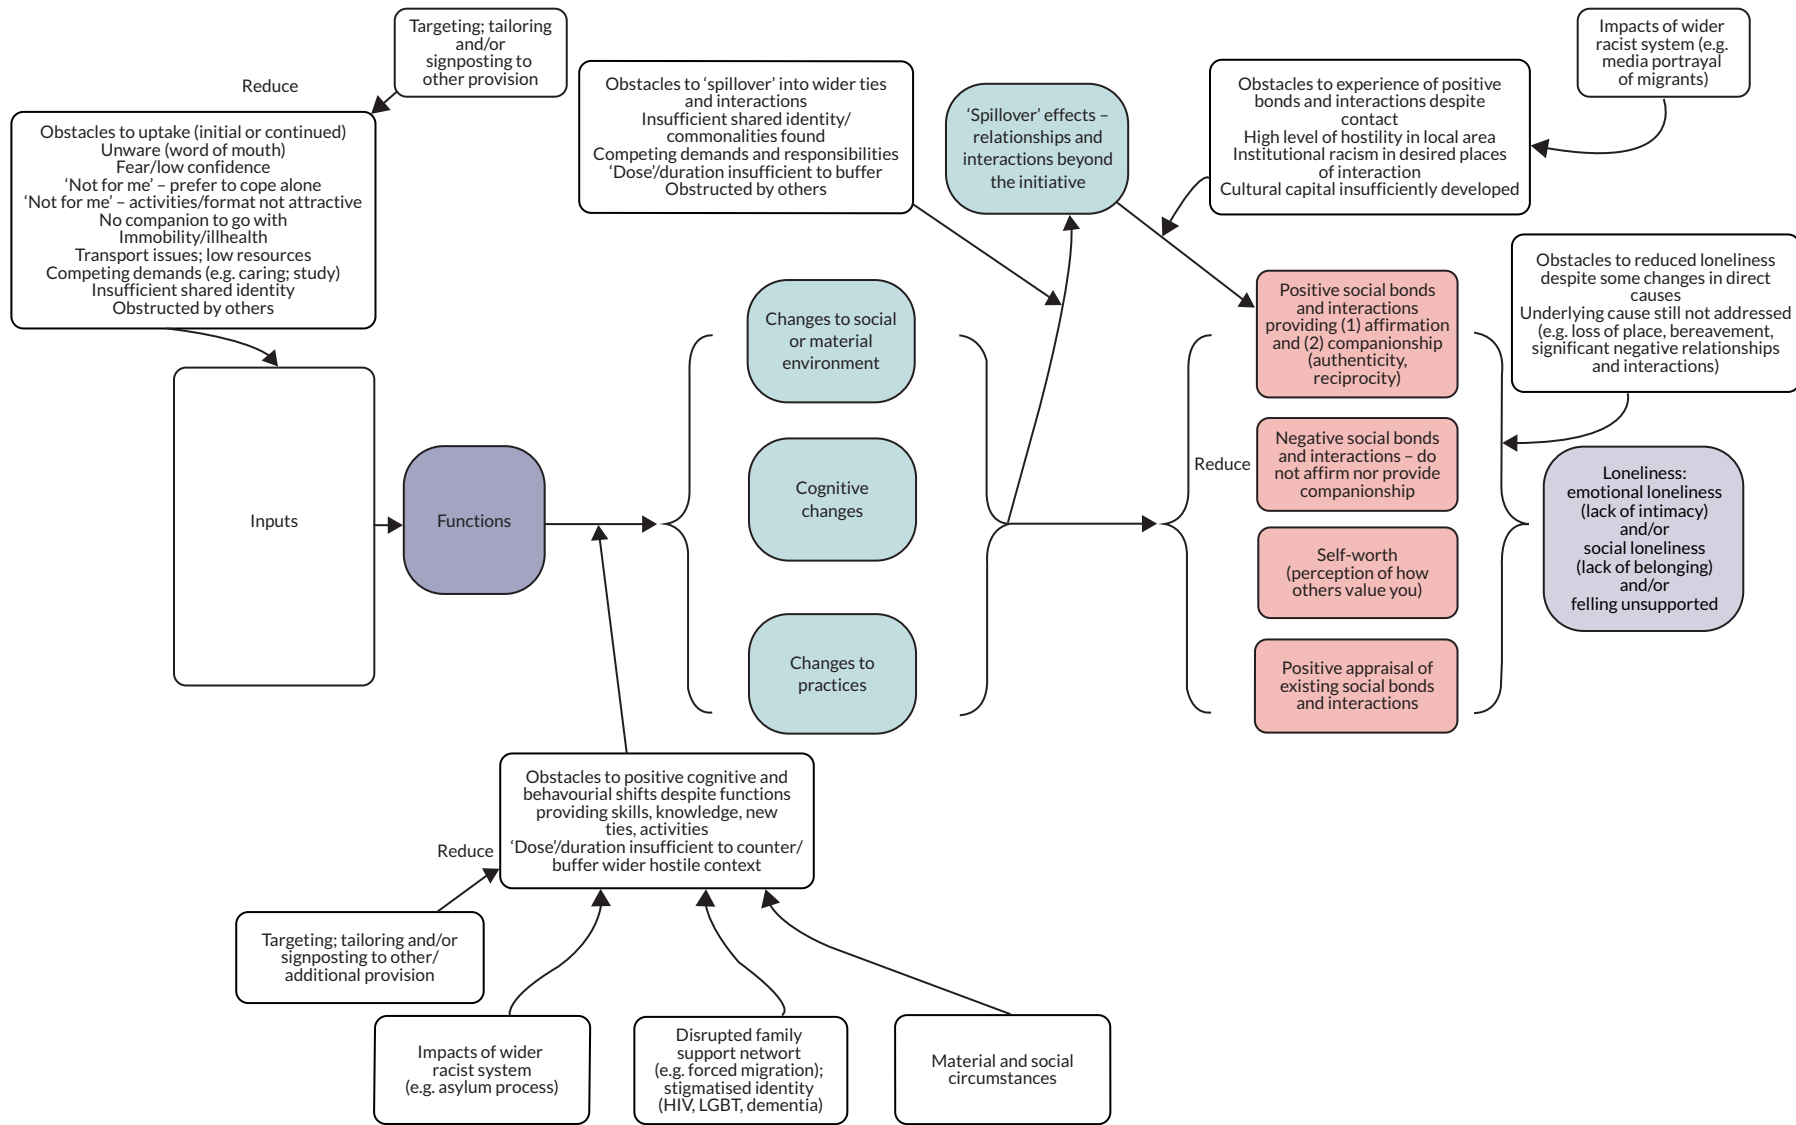 Targeting; tailoring
and/or
signposting to
other provision
Reduce
Obstacles to uptake (initial or continued)
Unware (word of mouth)
Fear/low confidence
‘Not for me’ – prefer to cope alone
‘Not for me’ – activities/format not attractive
No companion to go with
Immobility/illhealth
Transport issues; low resources
Competing demands (e.g. caring; study)
Insufficient shared identity
Obstructed by others
Obstacles to ‘spillover’ into wider ties
and interactions
Insufficient shared identity/
commonalities found
Competing demands and responsibilities
‘Dose’/duration insufficient to buffer
Obstructed by others
‘Spillover’ effects –
relationships and
interactions beyond
the initiative
Obstacles to experience of positive
bonds and interactions despite
contact
High level of hostility in local area
Institutional racism in desired places
of interaction
Cultural capital insufficiently developed
Impacts of wider
racist system (e.g.
media portrayal
of migrants)
Obstacles to reduced loneliness
despite some changes in direct
causes
Underlying cause still not addressed
(e.g. loss of place, bereavement,
significant negative relationships
and interactions)
Inputs
Functions
Changes to social
or material
environment
Cognitive
changes
Changes to
practices
Positive social bonds
and interactions
providing (1) affirmation
and (2) companionship
(authenticity,
reciprocity)
Reduce
Negative social bonds
and interactions – do
not affirm nor provide
companionship
Self-worth
(perception of how
others value you)
Positive appraisal of
existing social bonds
and interactions
Loneliness:
emotional loneliness
(lack of intimacy)
and/or
social loneliness
(lack of belonging)
and/or
felling unsupported
Obstacles to positive cognitive and
behavourial shifts despite functions
providing skills, knowledge, new
ties, activities
‘Dose’/duration insufficient to counter/
buffer wider hostile context
Reduce
Targeting; tailoring and/or
signposting to other/
additional provision
Impacts of wider
racist system
(e.g. asylum process)
Disrupted family
support networt
(e.g. forced migration);
stigmatised identity
(HIV, LGBT, dementia)
Material and social
circumstances